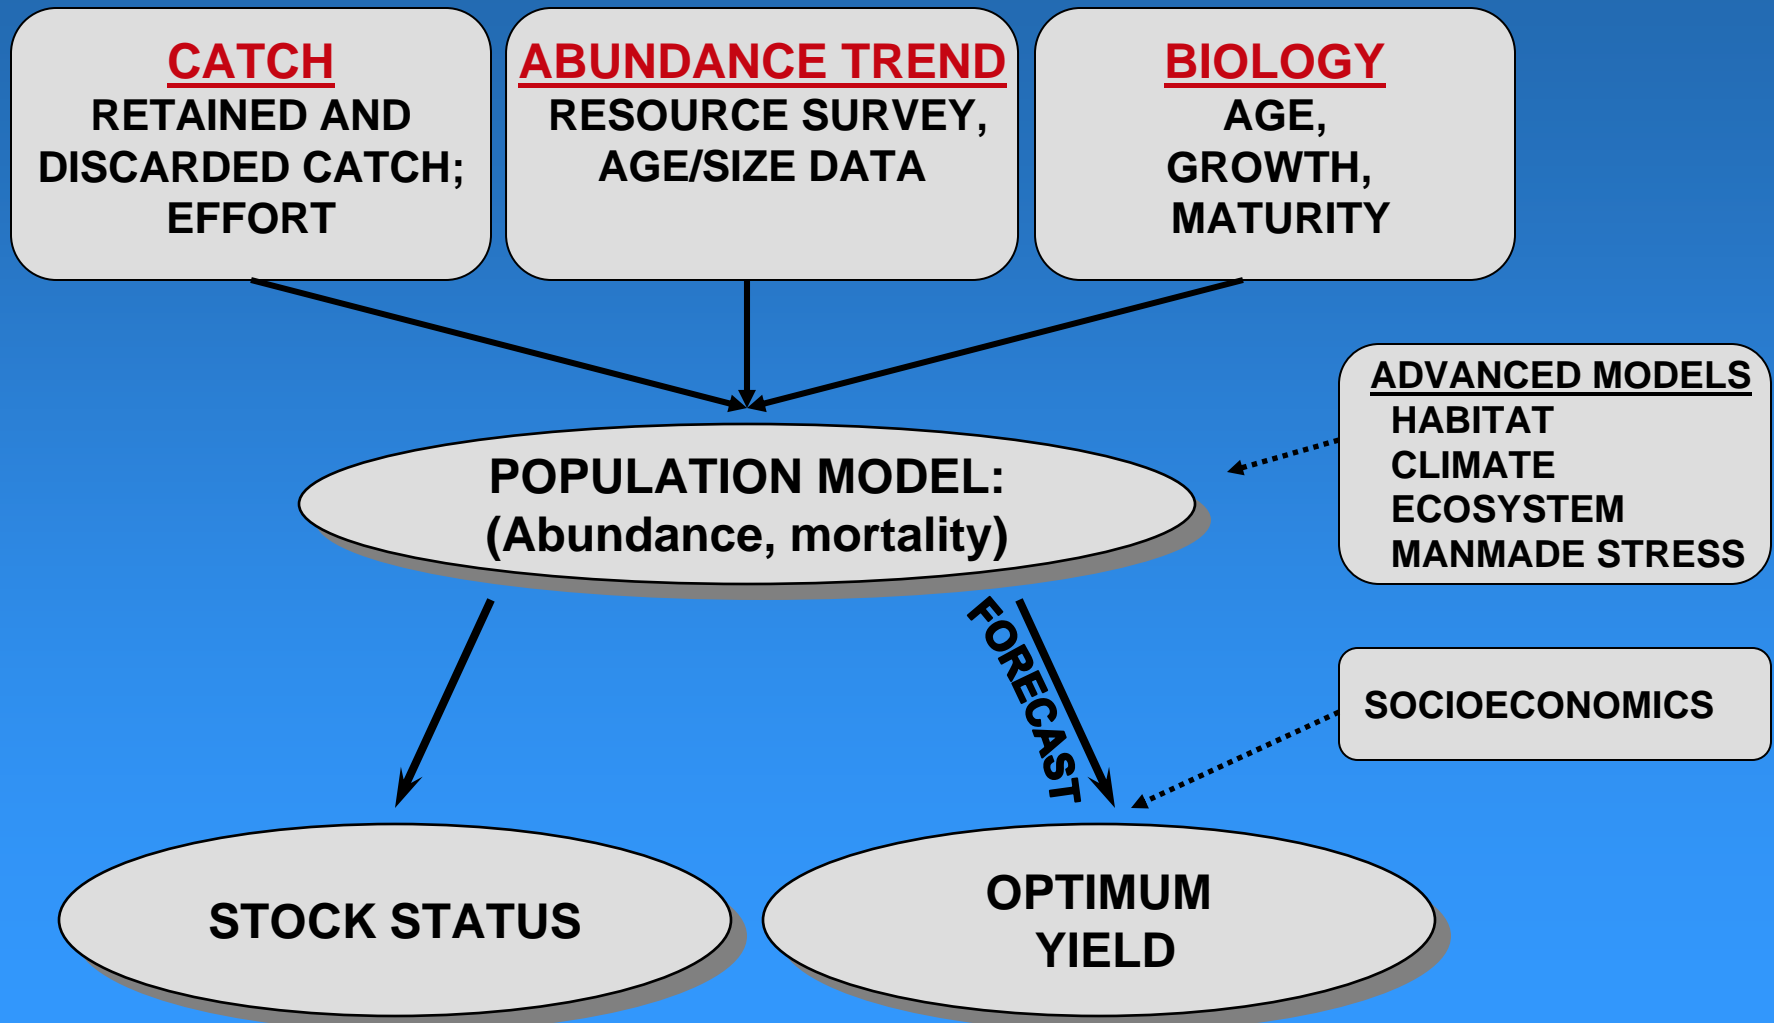 CATCH
RETAINED AND
DISCARDED CATCH;
EFFORT
ABUNDANCE TREND
RESOURCE SURVEY,
AGE/SIZE DATA
BIOLOGY
AGE,
GROWTH,
MATURITY
ADVANCED MODELS
HABITAT
CLIMATE
ECOSYSTEM
MANMADE STRESS
POPULATION MODEL:
(Abundance, mortality)
FORECAST
SOCIOECONOMICS
STOCK STATUS
OPTIMUM
YIELD